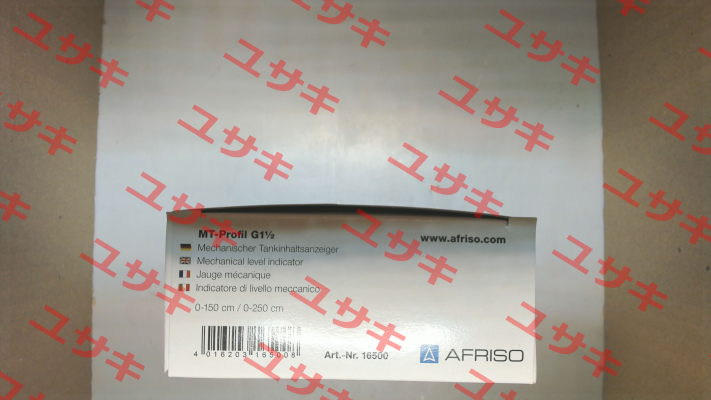 MT-Profil G1½
www.afriso.com
Mechanischer Tankinhaltsanzeiger
Mechanical level indicator
Jauge mécanique
Indicatore di livello meccanico
0-150 cm / 0-250 cm
4 016203 165006
Art.-Nr. 16500
AFRISO
ユサキ